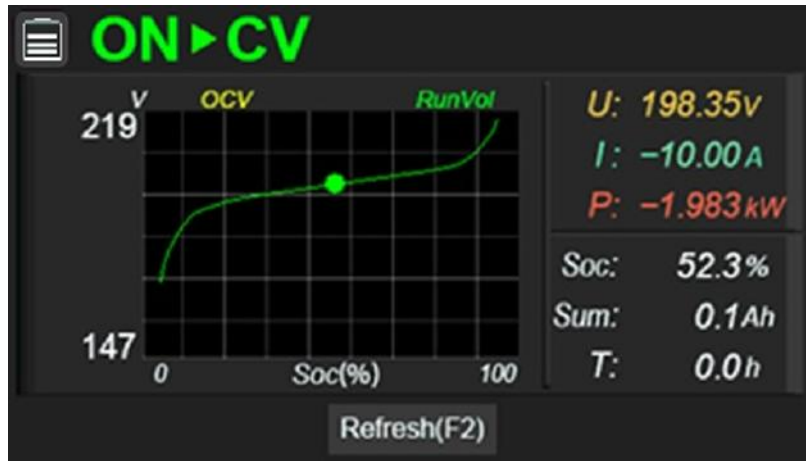 ON►CV
V OCV RunVol
219
147
0 Soc(%) 100
U: 198.35V
I: -10.00A
P: -1.983kW
Soc: 52.3%
Sum: 0.1Ah
T: 0.0h
Refresh(F2)